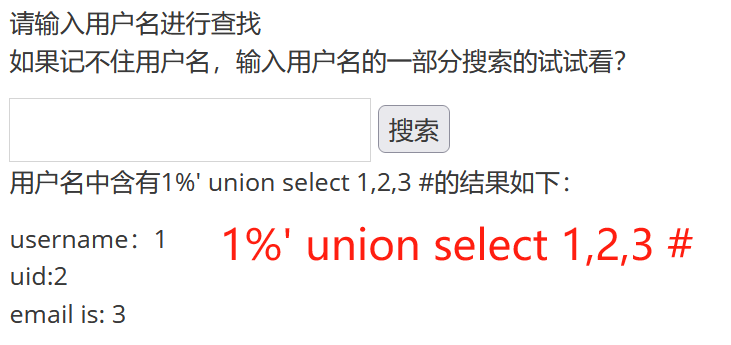 请输入用户名进行查找
如果记不住用户名，输入用户名的一部分搜索的试试看？
搜索
用户名中含有1%' union select 1,2,3 #的结果如下：
username：1
1%' union select 1,2,3 #
uid:2
email is: 3